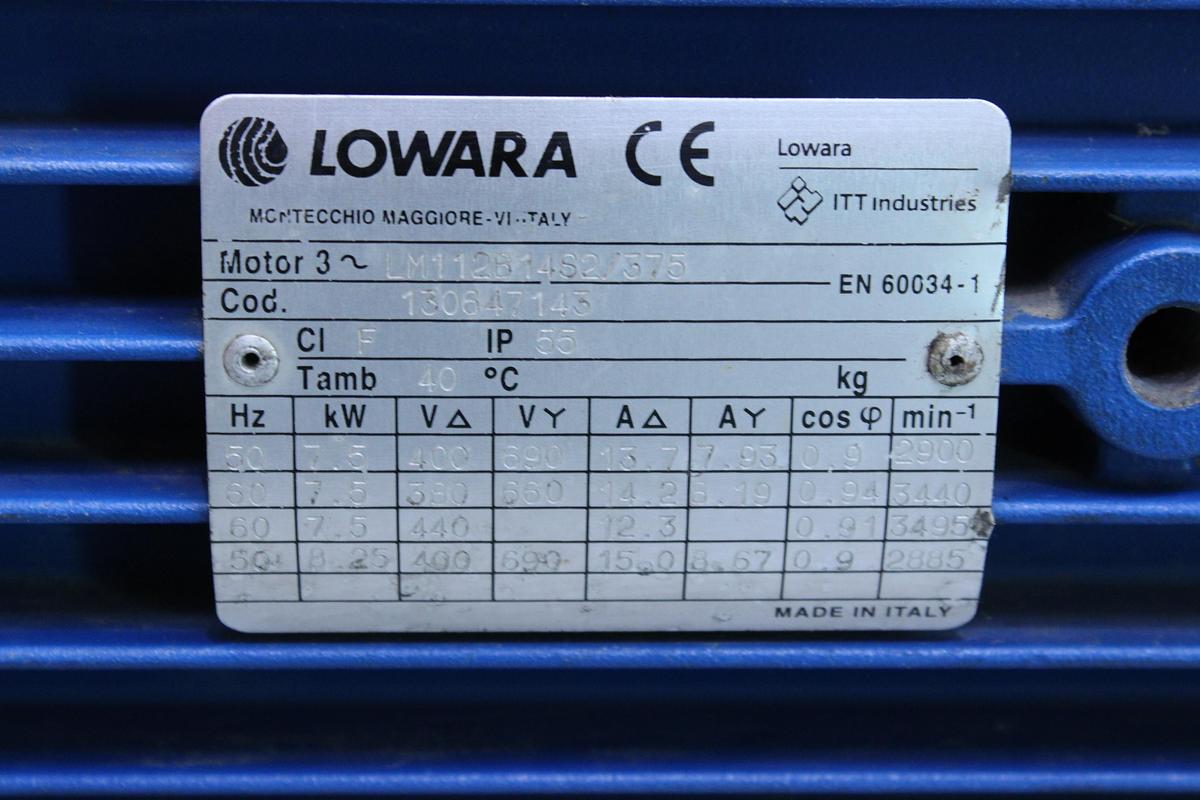 LOWARA CE
Lowara
ITT Industries
MONTECCHIO MAGGIORE-VI-ITALY
Motor 3~ LM112B14S2/375
EN 60034-1
Cod. 130647143
Cl F IP 55
Tamb 40 °C kg
Hz kW V△ VY A△ AY cos φ min⁻¹
50 7.5 400 690 13.7 7.93 0.9 2900
60 7.5 380 660 14.2 8.19 0.94 3440
60 7.5 440 12.3 0.91 3495
50 8.25 400 690 15.0 8.67 0.9 2885
MADE IN ITALY